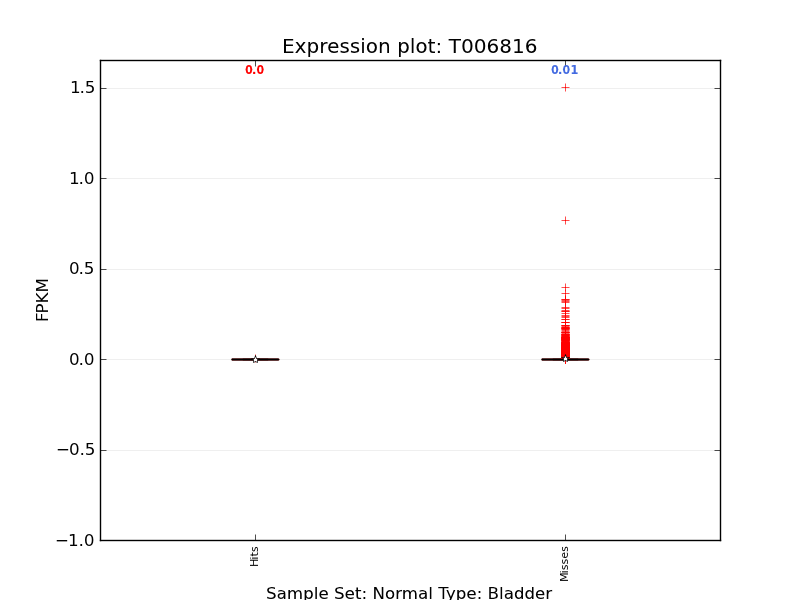 Expression plot: T006816
0.0
0.01
1.5
1.0
0.5
0.0
−0.5
−1.0
FPKM
Hits
Misses
Sample Set: Normal Type: Bladder